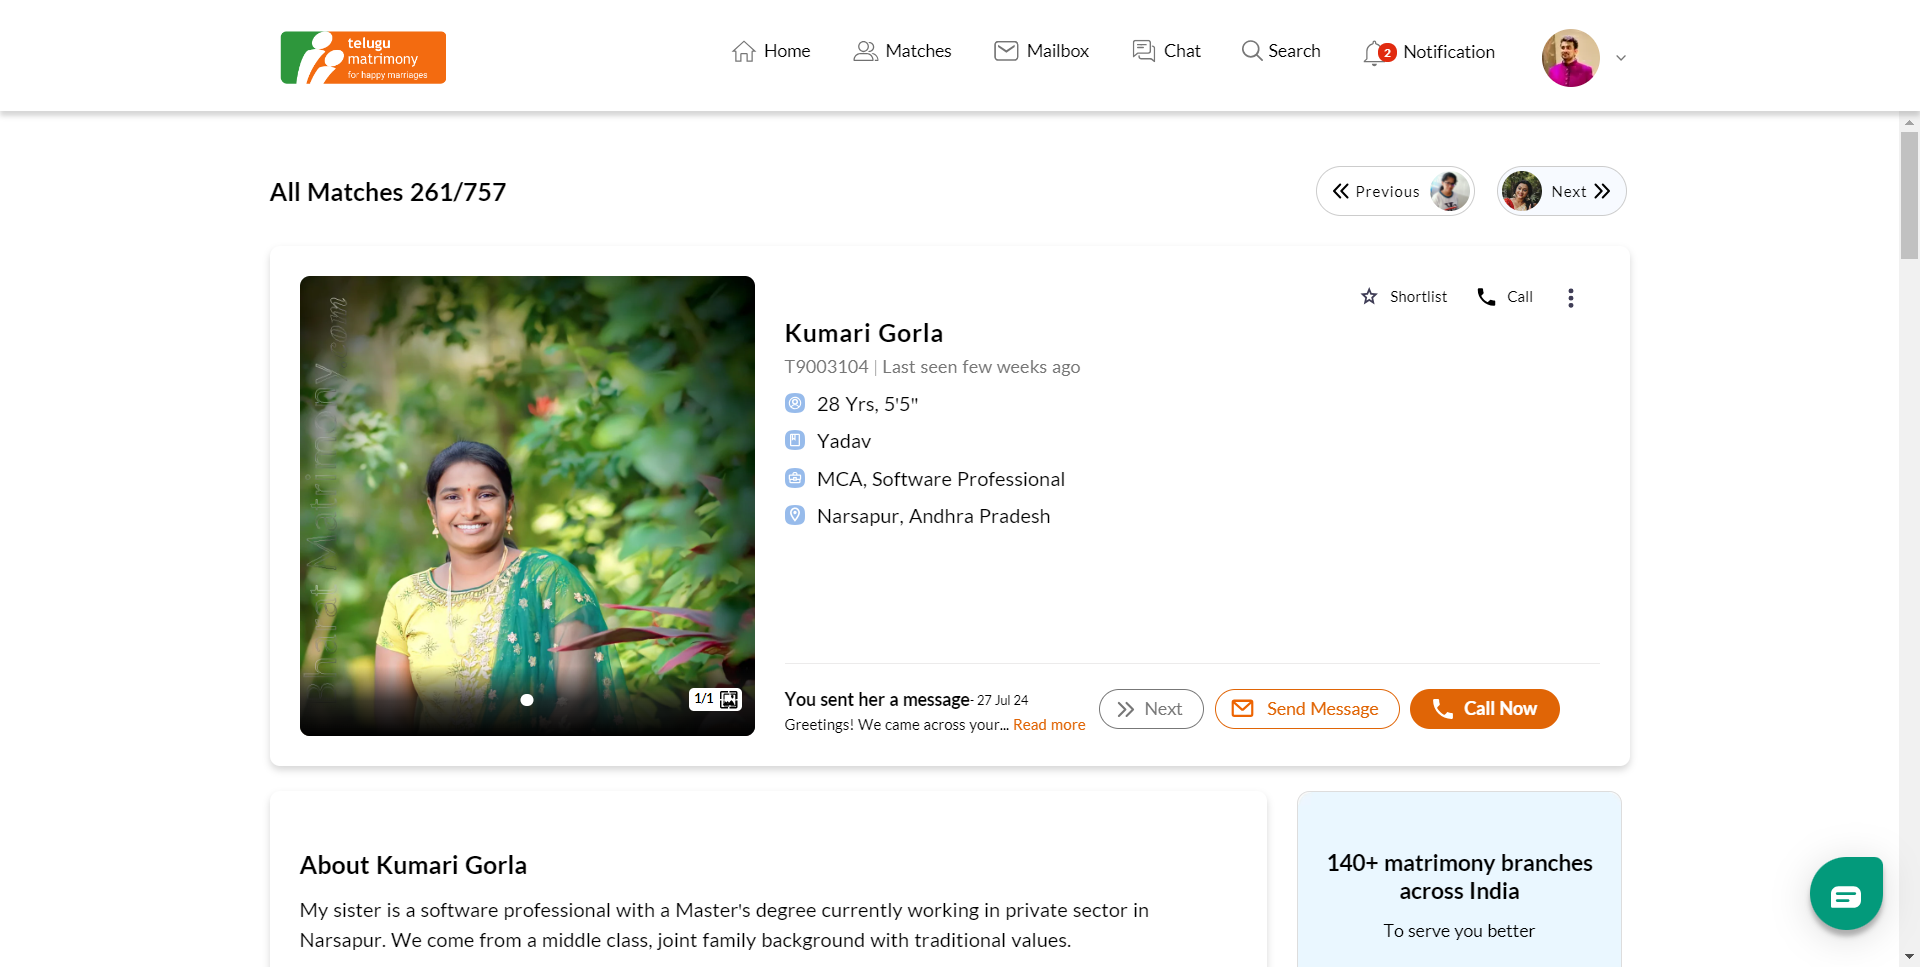 telugu
matrimony
for happy marriages
Home
Matches
Mailbox
Chat
Search
2
Notification
All Matches 261/757
Previous
Next
Shortlist
Call
Kumari Gorla
T9003104 | Last seen few weeks ago
28 Yrs, 5'5"
Yadav
MCA, Software Professional
Narsapur, Andhra Pradesh
Bharat Matrimony .com
1/1
You sent her a message- 27 Jul 24
Greetings! We came across your... Read more
Next
Send Message
Call Now
About Kumari Gorla
My sister is a software professional with a Master's degree currently working in private sector in
Narsapur. We come from a middle class, joint family background with traditional values.
140+ matrimony branches
across India
To serve you better